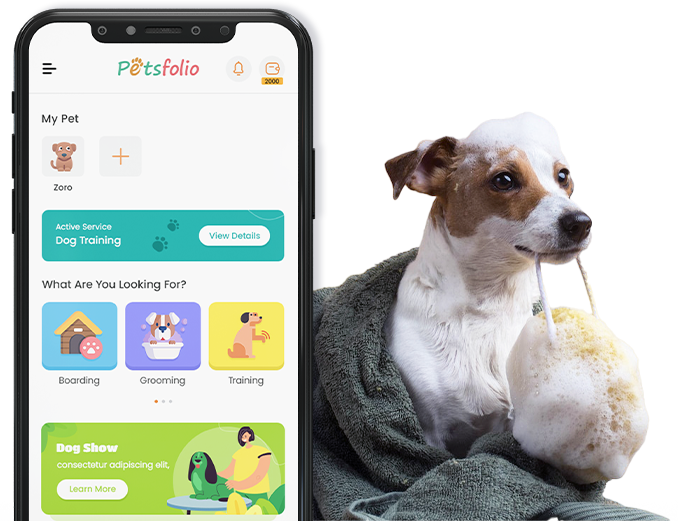 Petsfolio
2000
My Pet
Zoro
Active Service
Dog Training
View Details
What Are You Looking For?
Boarding
Grooming
Training
Dog Show
consectetur adipiscing elit,
Learn More